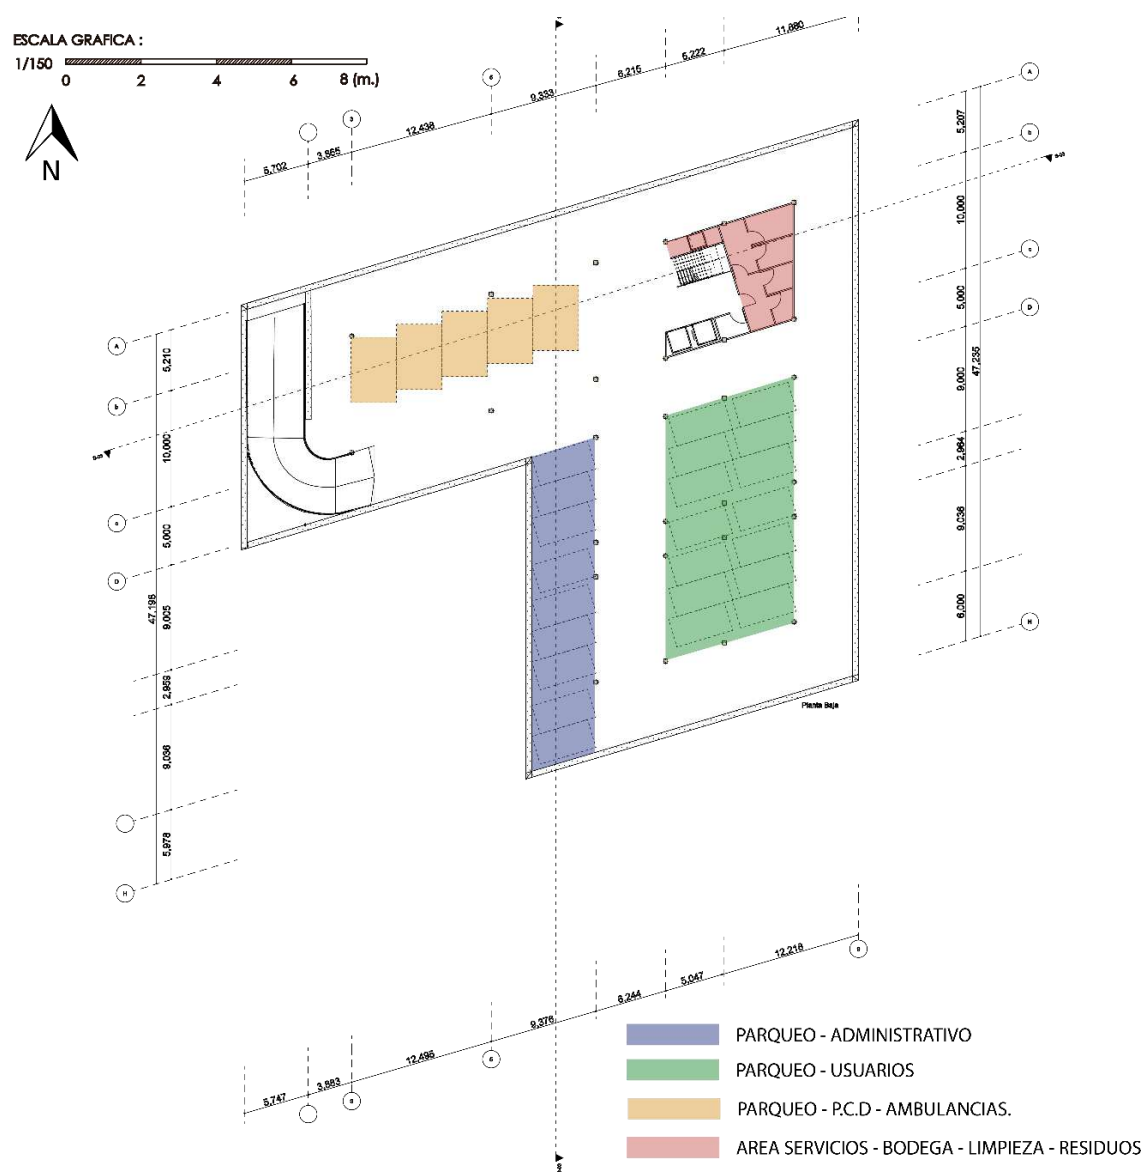 ESCALA GRAFICA :
1/150
0 2 4 6 8 (m.)
N
5,702
3,865
12,438
9,333
6,215
5,222
11,880
A
5,207
b
10,000
5,000
D
9,000
47,235
2,964
9,036
6,000
H
A
5,210
b
10,000
5,000
D
47,196
9,005
2,959
9,036
5,978
H
Planta Baja
5,747
3,883
12,495
9,376
6,244
5,047
12,218
PARQUEO - ADMINISTRATIVO
PARQUEO - USUARIOS
PARQUEO - P.C.D - AMBULANCIAS.
AREA SERVICIOS - BODEGA - LIMPIEZA - RESIDUOS